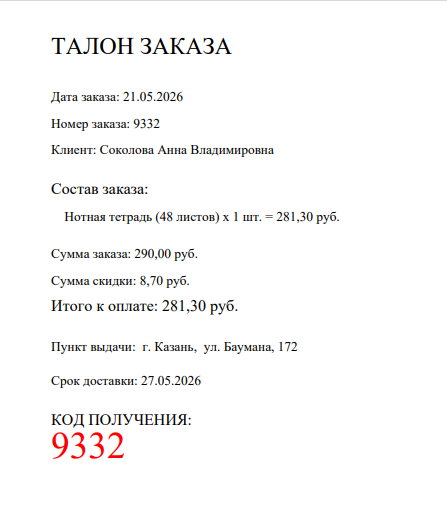 ТАЛОН ЗАКАЗА
Дата заказа: 21.05.2026
Номер заказа: 9332
Клиент: Соколова Анна Владимировна
Состав заказа:
Нотная тетрадь (48 листов) x 1 шт. = 281,30 руб.
Сумма заказа: 290,00 руб.
Сумма скидки: 8,70 руб.
Итого к оплате: 281,30 руб.
Пункт выдачи: г. Казань, ул. Баумана, 172
Срок доставки: 27.05.2026
КОД ПОЛУЧЕНИЯ:
9332